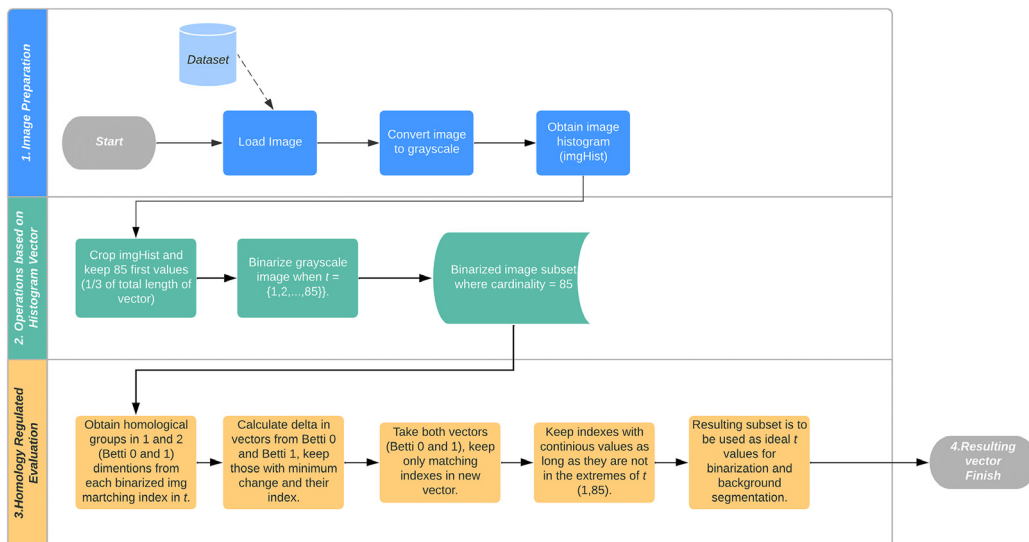 1. Image Preparation
Dataset
Start
Load Image
Convert image
to grayscale
Obtain image
histogram
(imgHist)
2. Operations based on
Histogram Vector
Crop imgHist and
keep 85 first values
(1/3 of total length of
vector)
Binarize grayscale
image when t =
{1,2,...,85}}.
Binarized image subset
where cardinality = 85
3.Homology Regulated
Evaluation
Obtain homological
groups in 1 and 2
(Betti 0 and 1)
dimentions from
each binarized img
martching index in t.
Calculate delta in
vectors from Betti 0
and Betti 1, keep
those with minimum
change and their
index.
Take both vectors
(Betti 0 and 1), keep
only matching
indexes in new
vector.
Keep indexes with
continious values as
long as they are not
in the extremes of t
(1,85).
Resulting subset is to
be used as ideal t
values for
binarization and
background
segmentation.
4.Resulting
vector
Finish